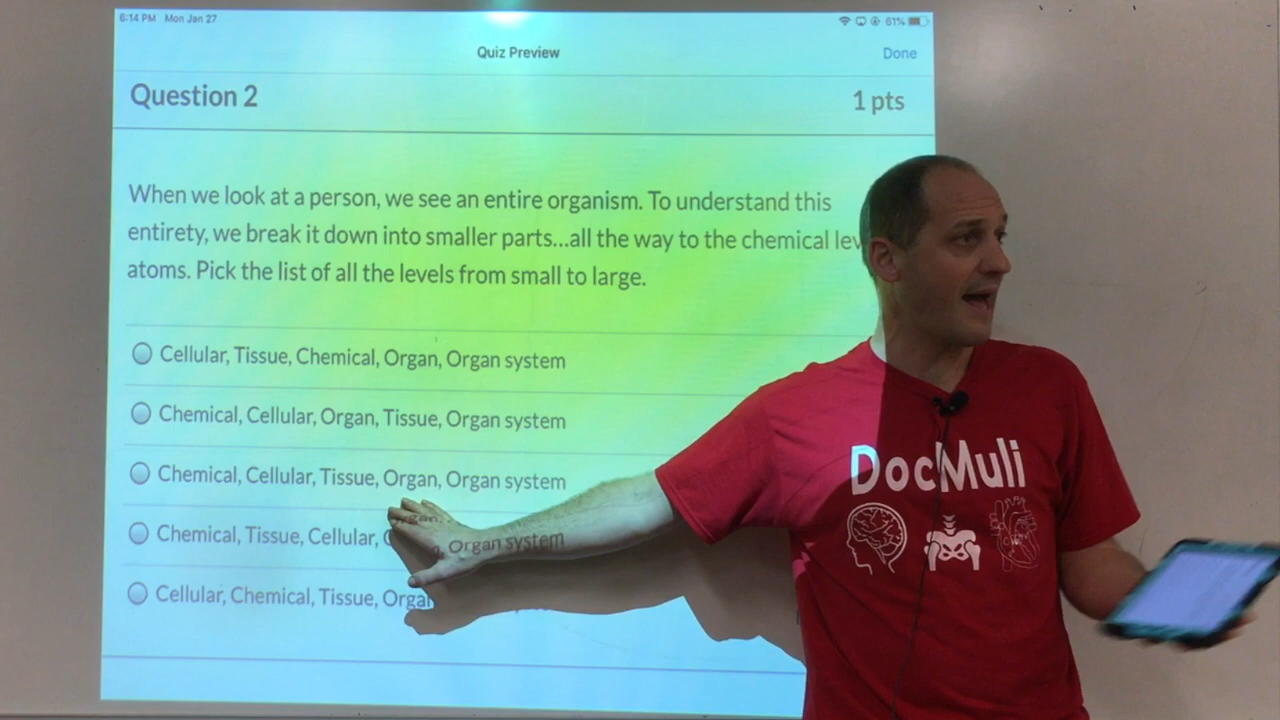 6:14 PM Mon Jan 27
61%
Quiz Preview
Done
Question 2
1 pts
When we look at a person, we see an entire organism. To understand this
entirety, we break it down into smaller parts...all the way to the chemical
atoms. Pick the list of all the levels from small to large.
Cellular, Tissue, Chemical, Organ, Organ system
Chemical, Cellular, Organ, Tissue, Organ system
Chemical, Cellular, Tissue, Organ, Organ system
Chemical, Tissue, Cellular, Organ system
Cellular, Chemical, Tissue, Organ
DocMuli